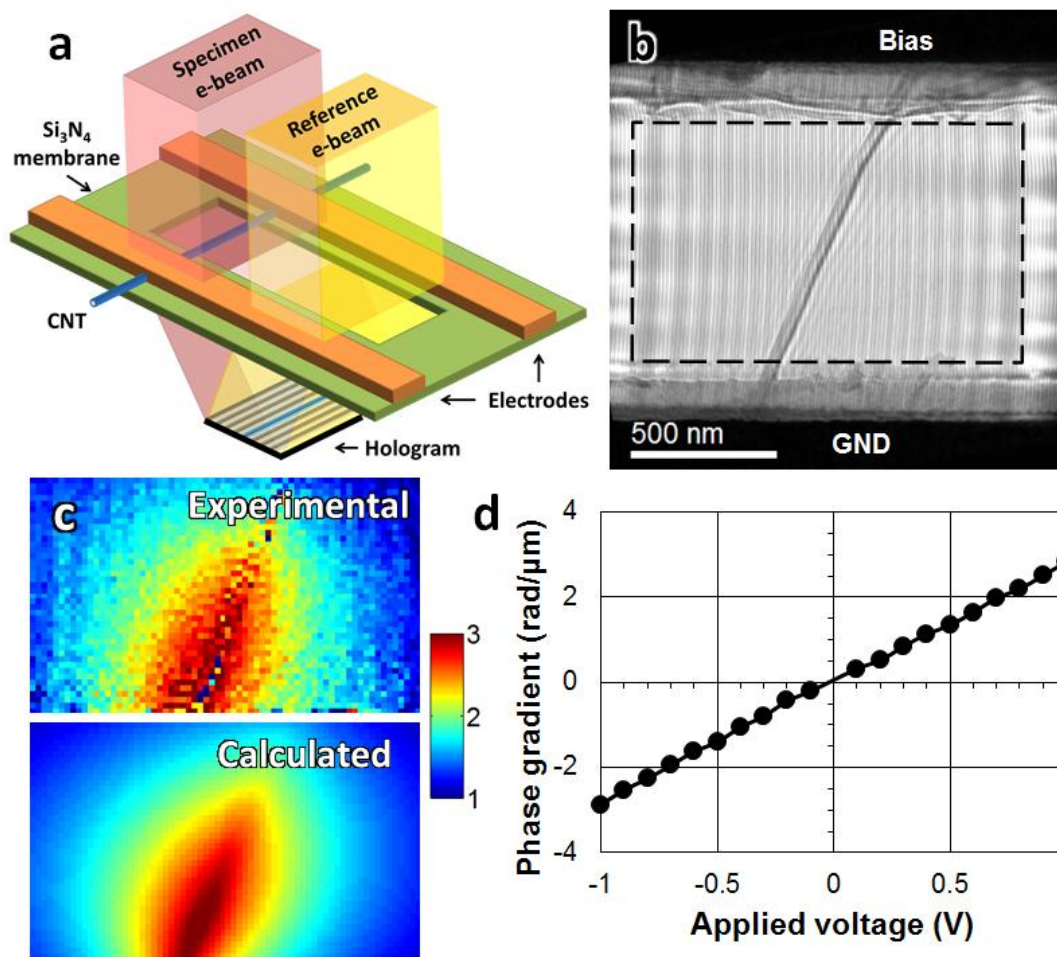 a
Specimen
e-beam
Reference
e-beam
Si₃N₄
membrane
CNT
Electrodes
Hologram
b
Bias
500 nm
GND
c
Experimental
Calculated
3
2
1
d
Phase gradient (rad/µm)
4
2
0
-2
-4
-1
-0.5
0
0.5
Applied voltage (V)